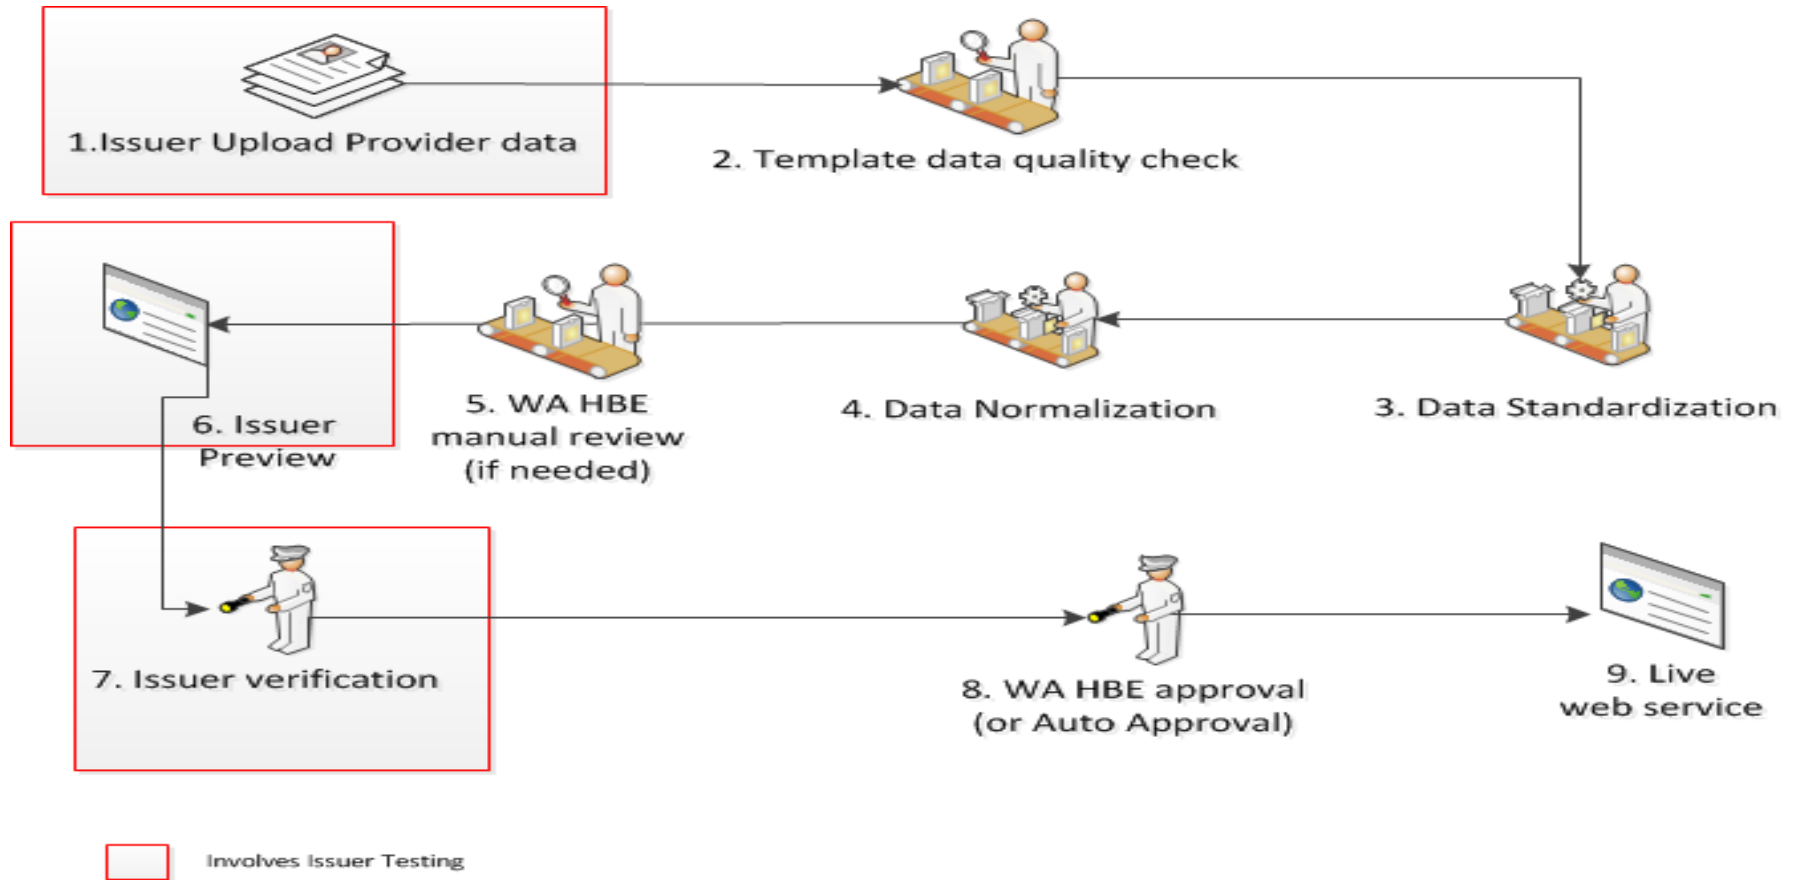 1.Issuer Upload Provider data
2. Template data quality check
3. Data Standardization
4. Data Normalization
5. WA HBE
manual review
(if needed)
6. Issuer
Preview
7. Issuer verification
8. WA HBE approval
(or Auto Approval)
9. Live
web service
Involves Issuer Testing